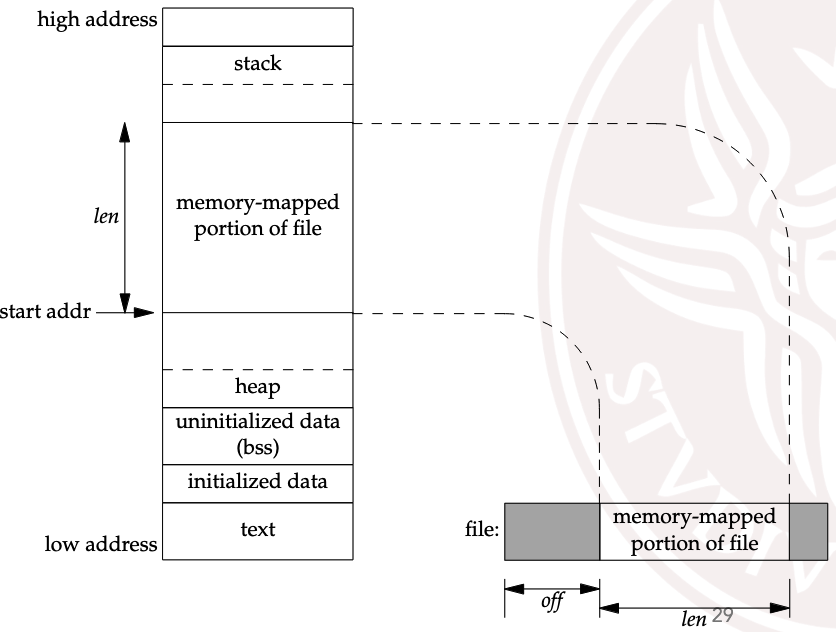 high address
stack
len
memory-mapped
portion of file
start addr
heap
uninitialized data
(bss)
initialized data
text
low address
file:
memory-mapped
portion of file
off
len
29